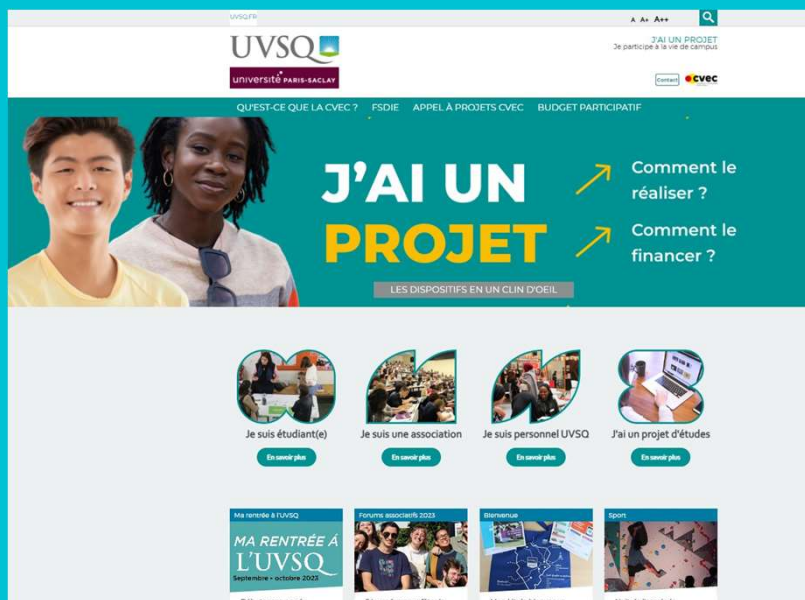 UVSQ.FR
A A+ A++
UVSQ
université PARIS-SACLAY
J'AI UN PROJET
Je participe à la vie de campus
Contact
CVEC
QU'EST-CE QUE LA CVEC ? FSDIE APPEL À PROJETS CVEC BUDGET PARTICIPATIF
J'AI UN
PROJET
Comment le
réaliser ?
Comment le
financer ?
LES DISPOSITIFS EN UN CLIN D'OEIL
Je suis étudiant(e)
Je suis une association
Je suis personnel UVSQ
J'ai un projet d'études
En savoir plus
En savoir plus
En savoir plus
En savoir plus
Ma rentrée à l'UVSQ
Forums associatifs 2023
Bienvenue
Sport
MA RENTRÉE À
L'UVSQ
Septembre - octobre 2023